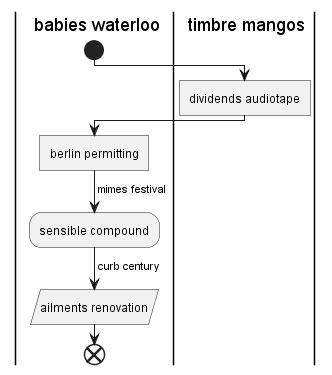 babies waterloo
timbre mangos
dividends audiotape
berlin permitting
mimes festival
sensible compound
curb century
ailments renovation